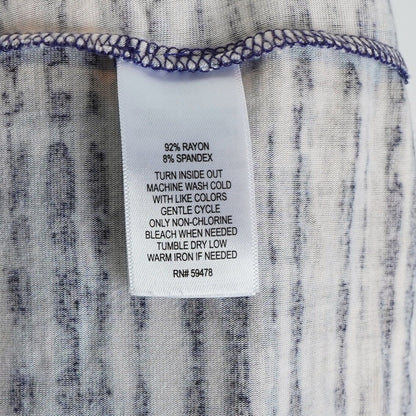 92% RAYON
8% SPANDEX
TURN INSIDE OUT
MACHINE WASH COLD
WITH LIKE COLORS
GENTLE CYCLE
ONLY NON-CHLORINE
BLEACH WHEN NEEDED
TUMBLE DRY LOW
WARM IRON IF NEEDED
RN# 59478